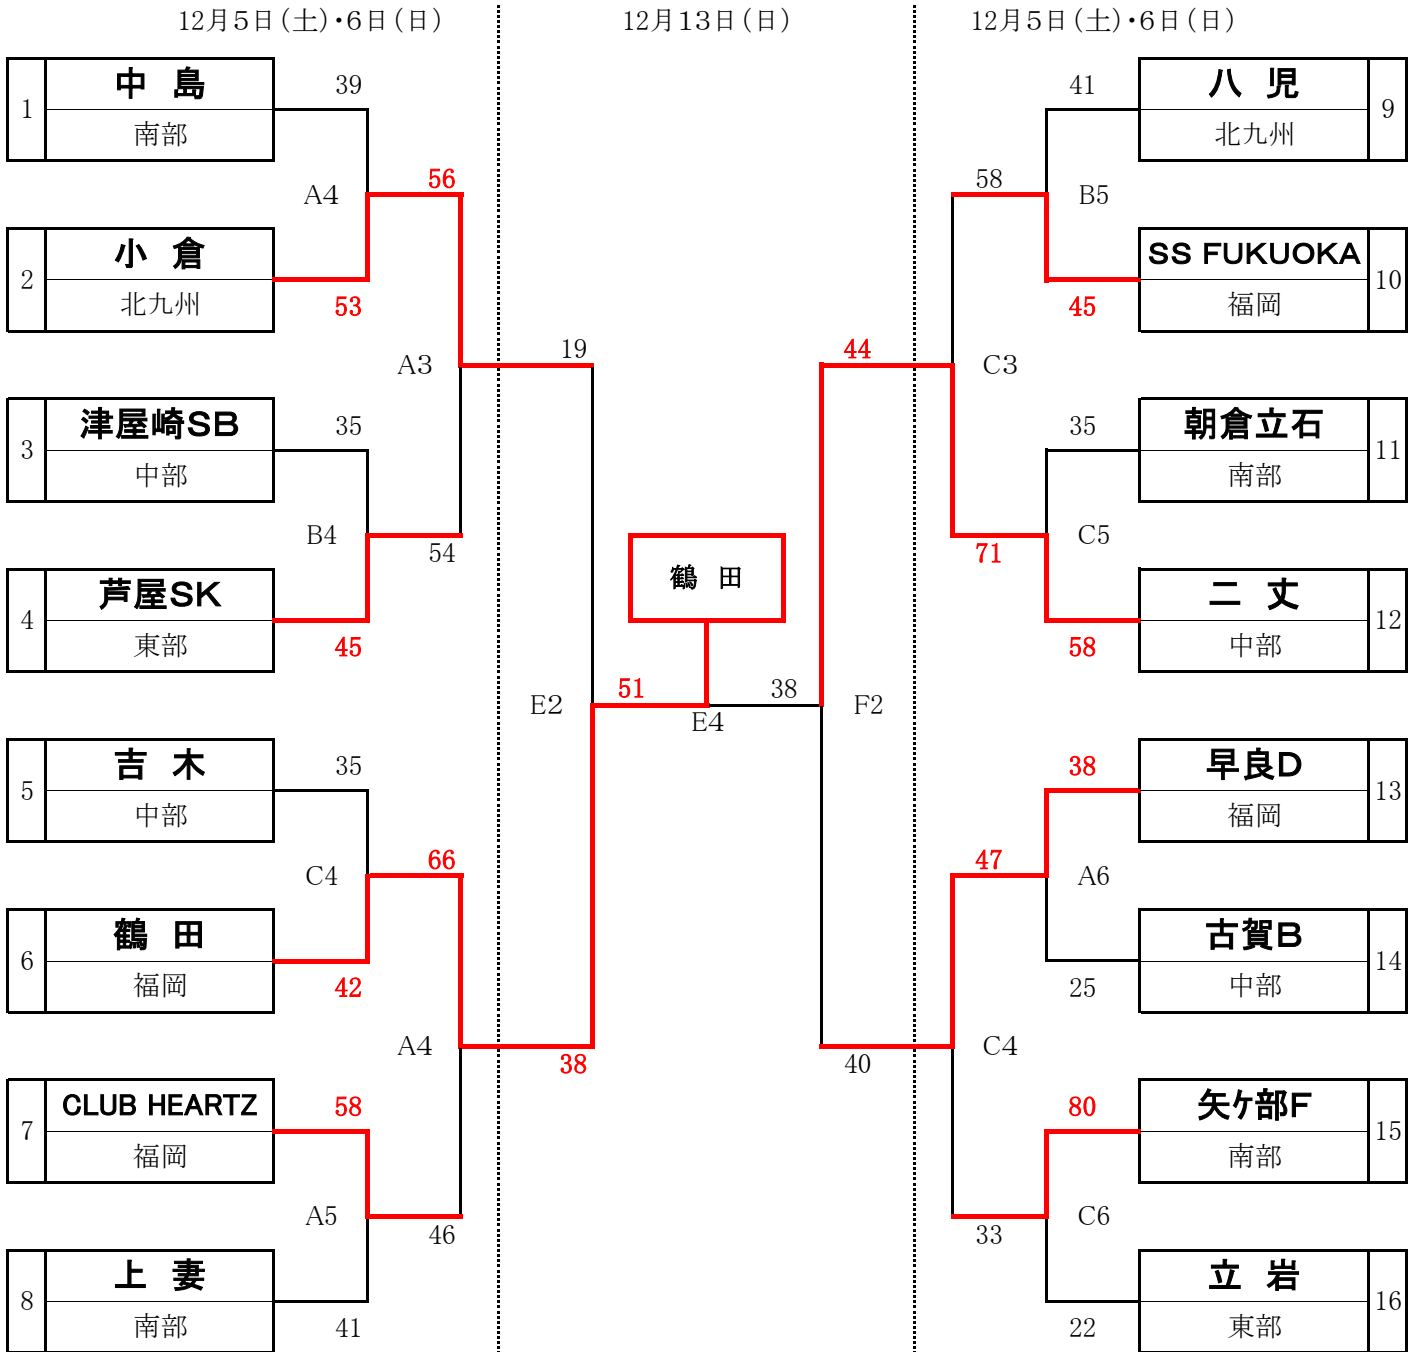 12月5日(土)・6日(日)
12月13日(日)
12月5日(土)・6日(日)
1
中 島
南部
39
A4
56
2
小 倉
北九州
53
A3
19
3
津屋崎SB
中部
35
B4
54
4
芦屋SK
東部
45
E2
51
5
吉 木
中部
35
C4
66
6
鶴 田
福岡
42
A4
38
7
CLUB HEARTZ
福岡
58
A5
46
8
上 妻
南部
41
鶴 田
E4
38
41
八 児
北九州
9
58
B5
SS FUKUOKA
福岡
10
45
44
C3
35
朝倉立石
南部
11
C5
71
二 丈
中部
12
58
F2
38
早良D
福岡
13
47
A6
古賀B
中部
14
25
40
C4
80
矢ケ部F
南部
15
33
C6
立 岩
東部
16
22